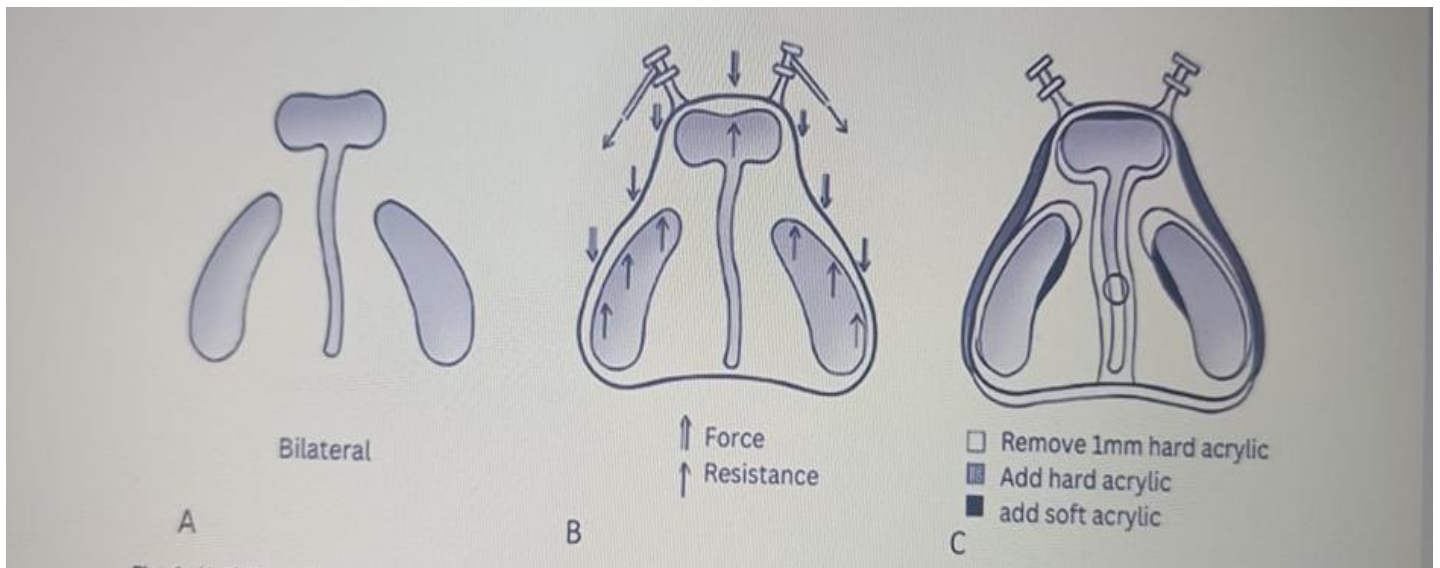 Bilateral
A
Force
Resistance
B
Remove 1mm hard acrylic
Add hard acrylic
add soft acrylic
C